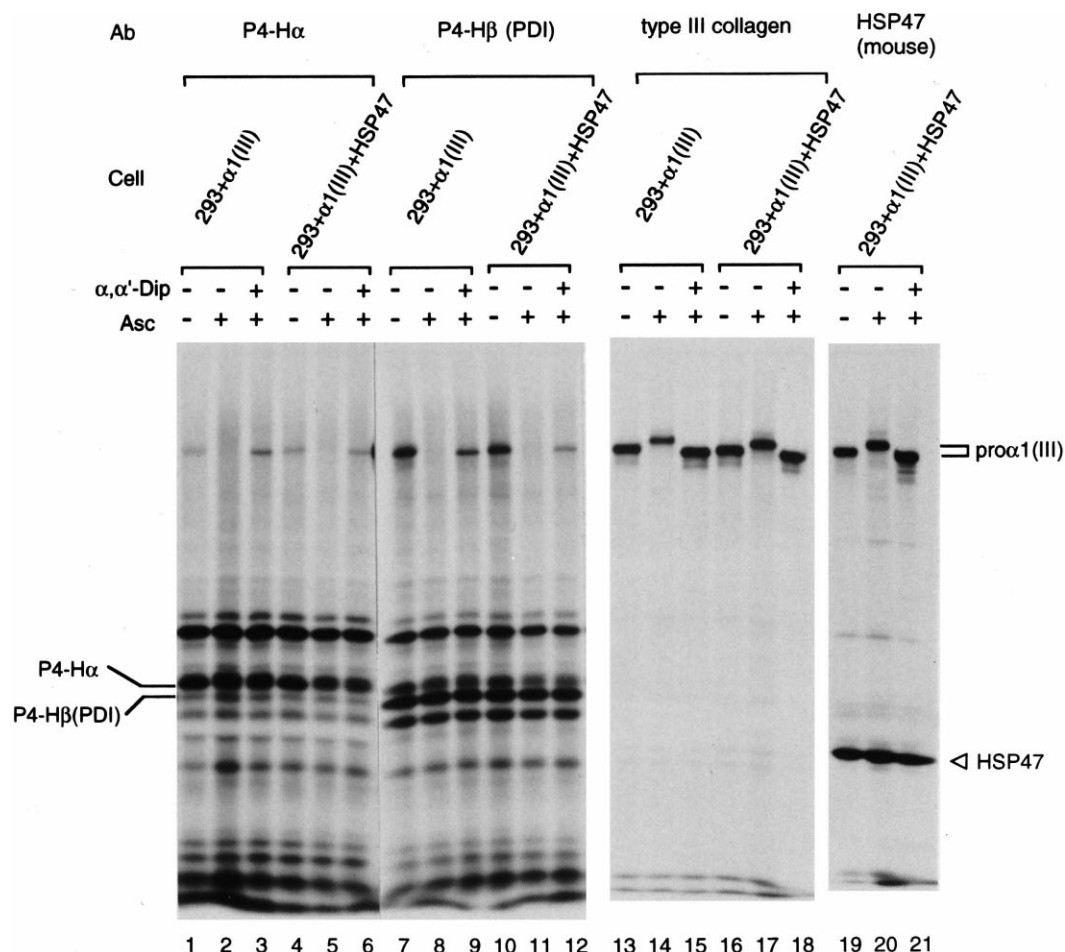 Ab P4-Hα P4-Hβ (PDI) type III collagen HSP47 (mouse)
Cell 293+α1(III) 293+α1(III)+HSP47 293+α1(III) 293+α1(III)+HSP47 293+α1(III) 293+α1(III)+HSP47 293+α1(III)+HSP47
α,α'-Dip - - + - - + - - + - - + - - + - - + - - +
Asc - + + - + + - + + - + + - + + - + + - + +
proα1(III)
P4-Hα
P4-Hβ(PDI)
HSP47
1 2 3 4 5 6 7 8 9 10 11 12 13 14 15 16 17 18 19 20 21